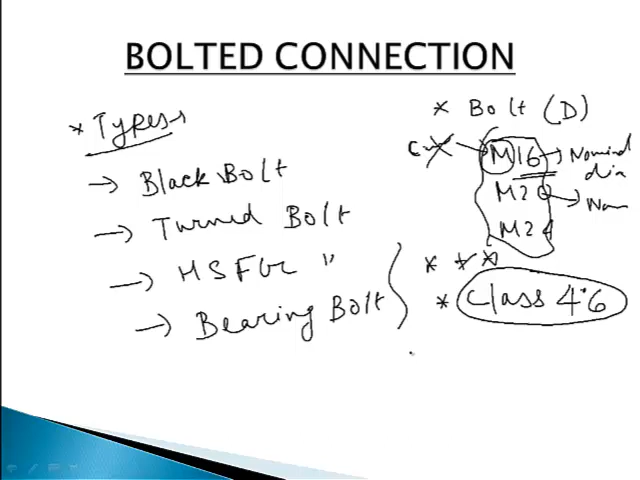 BOLTED CONNECTION
* Types
→ Black Bolt
→ Turned Bolt
→ HSFG "
→ Bearing Bolt
* Bolt (D)
M16 → Nominal dia
M20 → Nom
M24
* * *
* Class 4.6